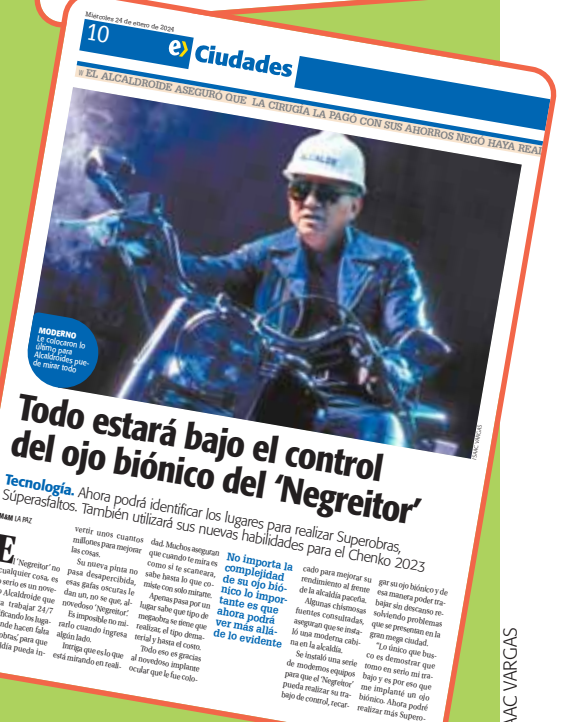 Miércoles 24 de enero de 2024
10
e> Ciudades
» EL ALCALDROIDE ASEGURÓ QUE LA CIRUGÍA LA PAGÓ CON SUS AHORROS NEGÓ HAYA REAL
ALCALDE
MODERNO
Le colocaron lo
último para
Alcaldroides pue-
de mirar todo
ISAAC VARGAS
Todo estará bajo el control
del ojo biónico del ‘Negreitor’
Tecnología. Ahora podrá identificar los lugares para realizar Superobras,
Súperasfaltos. También utilizará sus nuevas habilidades para el Chenko 2023
M&M LA PAZ
El ‘Negreitor’ no
cualquier cosa, es
o serio es un nove-
o Alcaldroide que
a trabajar 24/7
ficando los luga-
nde hacen falta
obras’, para que
ldía pueda in-
vertir unos cuantos
millones para mejorar
las cosas.
Su nueva pinta no
pasa desapercibida,
esas gafas oscuras le
dan un, no se que, al-
novedoso ‘Negreitor’.
Es imposible no mi-
rarlo cuando ingresa
algún lado.
Intriga que es lo que
está mirando en reali-
dad. Muchos aseguran
que cuando te mira es
como si te scaneara,
sabe hasta lo que co-
miste con solo mirarte.
Apenas pasa por un
lugar sabe que tipo de
megaobra se tiene que
realizar, el tipo de ma-
terial y hasta el costo.
Todo eso es gracias
al novedoso implante
ocular que le fue colo-
No importa la
complejidad
de su ojo bió-
nico lo impor-
tante es que
ahora podrá
ver más allá-
de lo evidente
cado para mejorar su
rendimiento al frente
de la alcaldía paceña.
Algunas chismosas
fuentes consultadas,
aseguran que se insta-
ló una moderna cabi-
na en la alcaldía.
Se instaló una serie
de modernos equipos
para que el ‘Negreitor’
pueda realizar su tra-
bajo de control, recar-
gar su ojo biónico y de
esa manera poder tra-
bajar sin descanso re-
solviendo problemas
que se presentan en la
gran mega ciudad.
“Lo único que bus-
co es demostrar que
tomo en serio mi tra-
bajo y es por eso que
me implanté un ojo
biónico. Ahora podré
realizar más Supero-
AC VARGAS